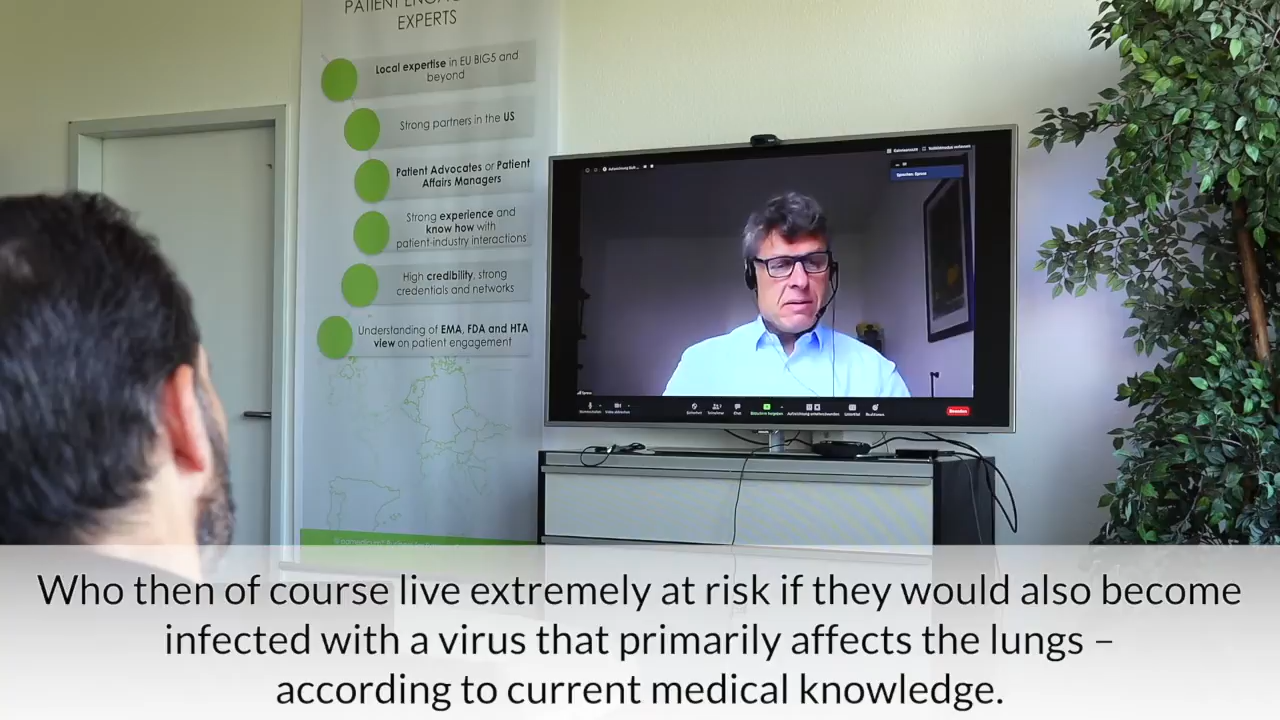 PATIENT
EXPERTS
Local expertise in EU BIG5 and
beyond
Strong partners in the US
Patient Advocates or Patient
Affairs Managers
Strong experience and
know how with
patient-industry interactions
High credibility, strong
credentials and networks
Understanding of EMA, FDA and HTA
view on patient engagement
Beenden
Who then of course live extremely at risk if they would also become
infected with a virus that primarily affects the lungs –
according to current medical knowledge.